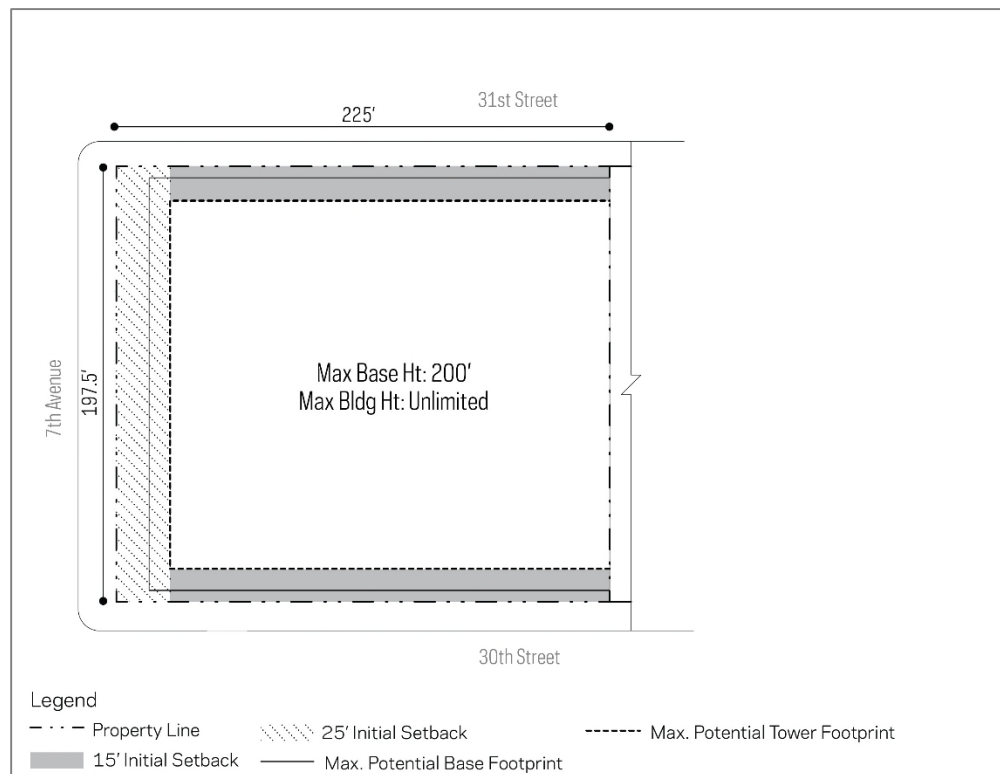 31st Street
225′
7th Avenue
197.5′
Max Base Ht: 200′
Max Bldg Ht: Unlimited
30th Street
Legend
Property Line
25′ Initial Setback
Max. Potential Tower Footprint
15′ Initial Setback
Max. Potential Base Footprint